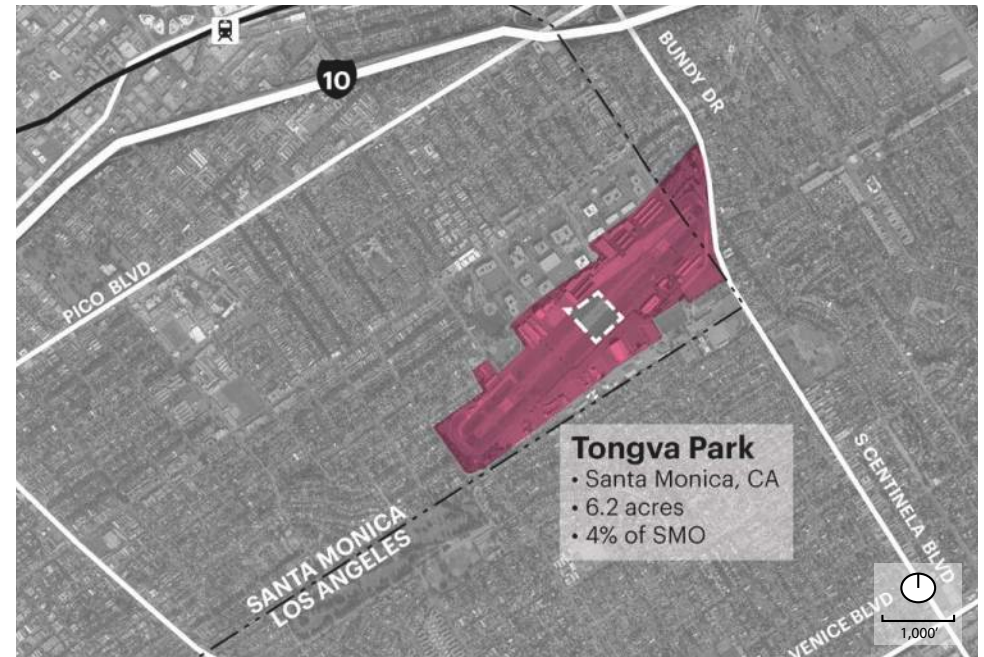 BUNDY DR
10
PICO BLVD
Tongva Park
• Santa Monica, CA
• 6.2 acres
• 4% of SMO
S CENTINELA BLVD
SANTA MONICA
LOS ANGELES
VENICE BLVD
1,000'